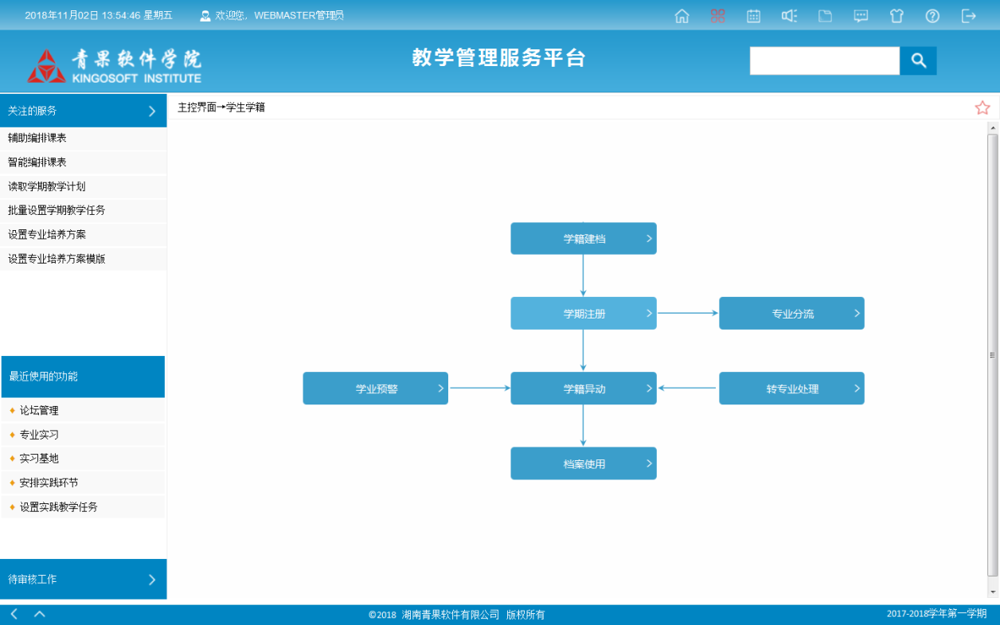 2018年11月02日 13:54:46 星期五
欢迎您，WEBMASTER管理员
青果软件学院
KINGOSOFT INSTITUTE
教学管理服务平台
关注的服务
辅助编排课表
智能编排课表
读取学期教学计划
批量设置学期教学任务
设置专业培养方案
设置专业培养方案模版
最近使用的功能
论坛管理
专业实习
实习基地
安排实践环节
设置实践教学任务
待审核工作
主控界面→学生学籍
学籍建档
学期注册
专业分流
学业预警
学籍异动
转专业处理
档案使用
©2018 湖南青果软件有限公司 版权所有
2017-2018学年第一学期